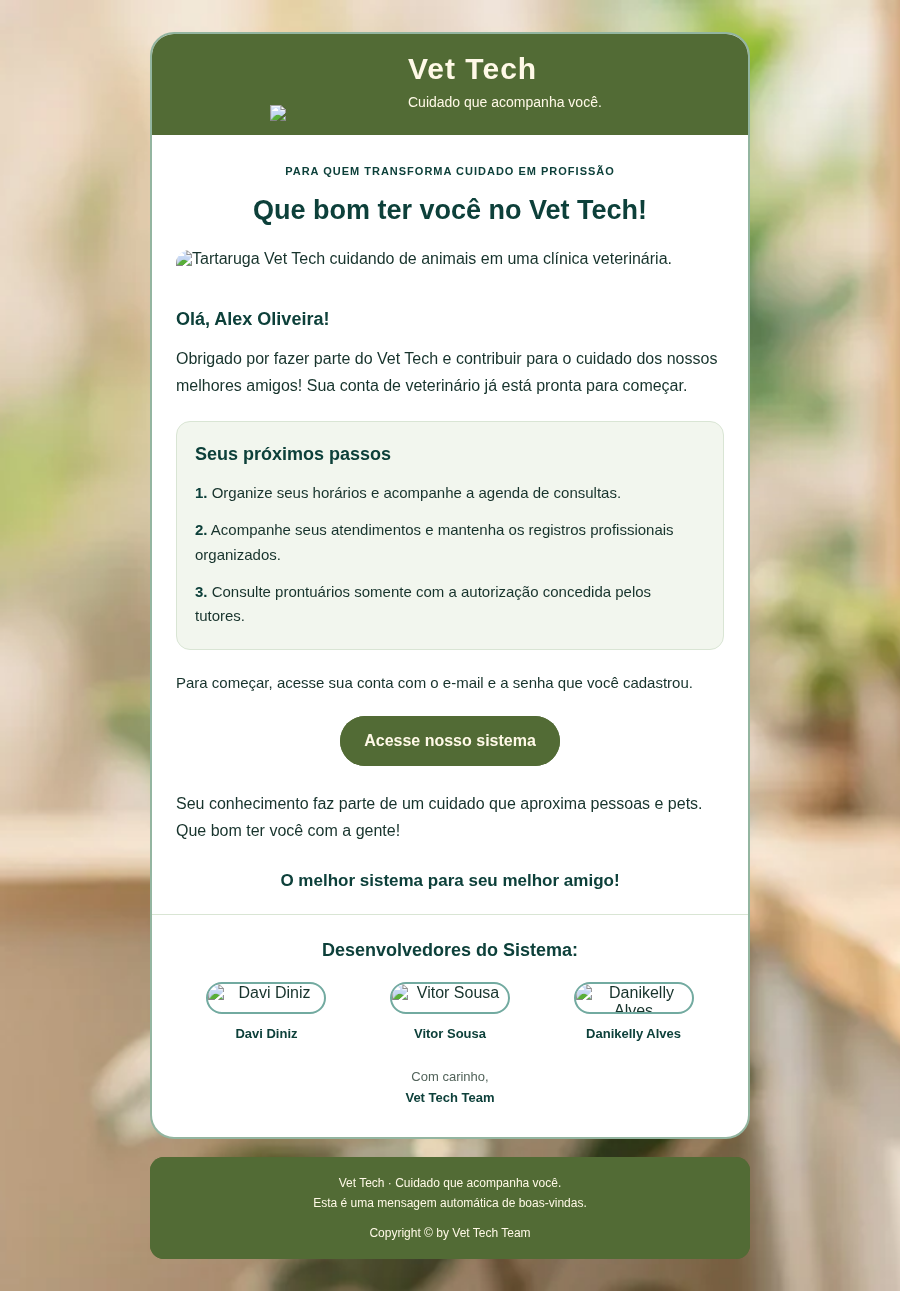 Vet Tech
Cuidado que acompanha você.
PARA QUEM TRANSFORMA CUIDADO EM PROFISSÃO
Que bom ter você no Vet Tech!
Tartaruga Vet Tech cuidando de animais em uma clínica veterinária.
Olá, Alex Oliveira!
Obrigado por fazer parte do Vet Tech e contribuir para o cuidado dos nossos
melhores amigos! Sua conta de veterinário já está pronta para começar.
Seus próximos passos
1. Organize seus horários e acompanhe a agenda de consultas.
2. Acompanhe seus atendimentos e mantenha os registros profissionais
organizados.
3. Consulte prontuários somente com a autorização concedida pelos
tutores.
Para começar, acesse sua conta com o e-mail e a senha que você cadastrou.
Acesse nosso sistema
Seu conhecimento faz parte de um cuidado que aproxima pessoas e pets.
Que bom ter você com a gente!
O melhor sistema para seu melhor amigo!
Desenvolvedores do Sistema:
Davi Diniz
Vitor Sousa
Danikelly
Alves
Davi Diniz
Vitor Sousa
Danikelly Alves
Com carinho,
Vet Tech Team
Vet Tech · Cuidado que acompanha você.
Esta é uma mensagem automática de boas-vindas.
Copyright © by Vet Tech Team